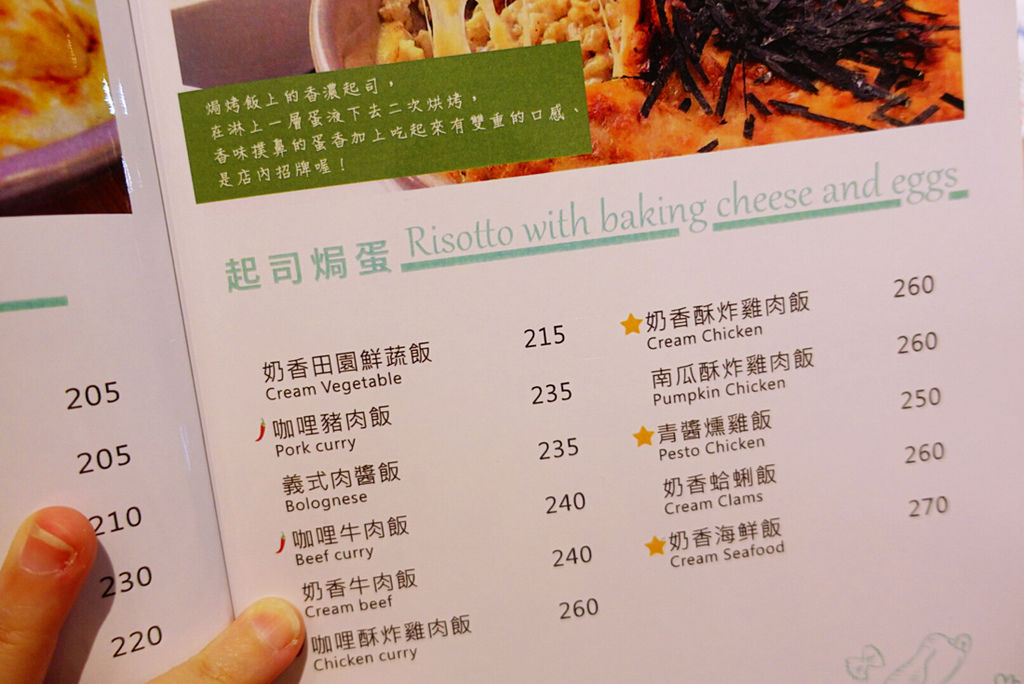 焗烤飯上的香濃起司，
在淋上一層蛋液下去二次烘烤，
香味撲鼻的蛋香加上吃起來有雙重的口感、
是店內招牌喔！
起司焗蛋 Risotto with baking cheese and eggs
205
205
210
230
220
奶香田園鮮蔬飯 215
Cream Vegetable
咖哩豬肉飯 235
Pork curry
義式肉醬飯 235
Bolognese
咖哩牛肉飯 240
Beef curry
奶香牛肉飯 240
Cream beef
咖哩酥炸雞肉飯 260
Chicken curry
奶香酥炸雞肉飯 260
Cream Chicken
南瓜酥炸雞肉飯 260
Pumpkin Chicken
青醬燻雞飯 250
Pesto Chicken
奶香蛤蜊飯 260
Cream Clams
奶香海鮮飯 270
Cream Seafood